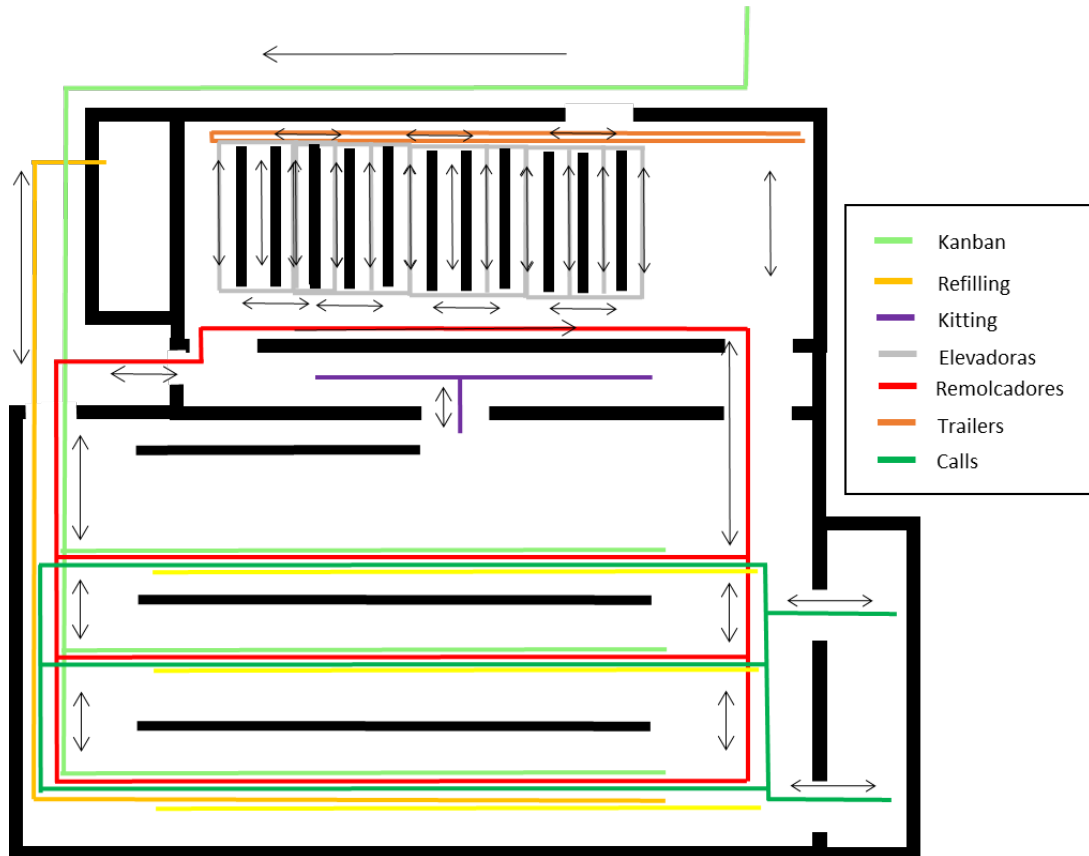 Kanban
Refilling
Kitting
Elevadoras
Remolcadores
Trailers
Calls